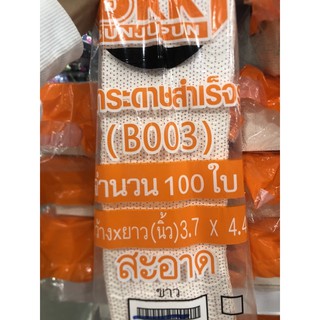 กระดาษสำเร็จ
(B003)
จำนวน 100 ใบ
กว้างxยาว(นิ้ว)3.7 X 4.4
สะอาด
ขาว